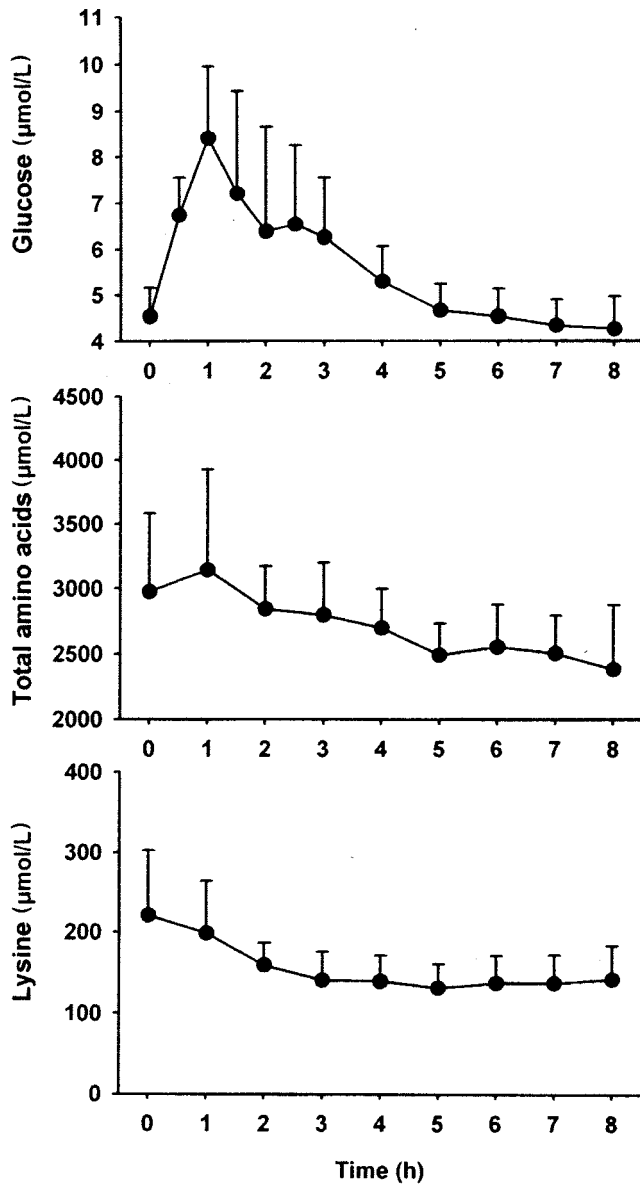 Glucose (µmol/L)
11
10
9
8
7
6
5
4
0 1 2 3 4 5 6 7 8
Total amino acids (µmol/L)
4500
4000
3500
3000
2500
2000
0 1 2 3 4 5 6 7 8
Lysine (µmol/L)
400
300
200
100
0
0 1 2 3 4 5 6 7 8
Time (h)